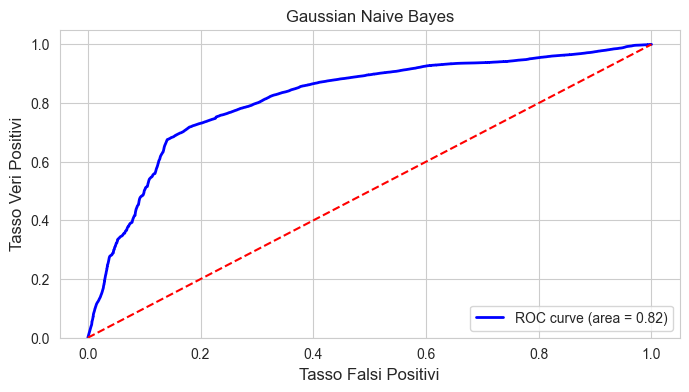 Gaussian Naive Bayes
1.0
0.8
0.6
0.4
0.2
0.0
Tasso Veri Positivi
ROC curve (area = 0.82)
0.0 0.2 0.4 0.6 0.8 1.0
Tasso Falsi Positivi